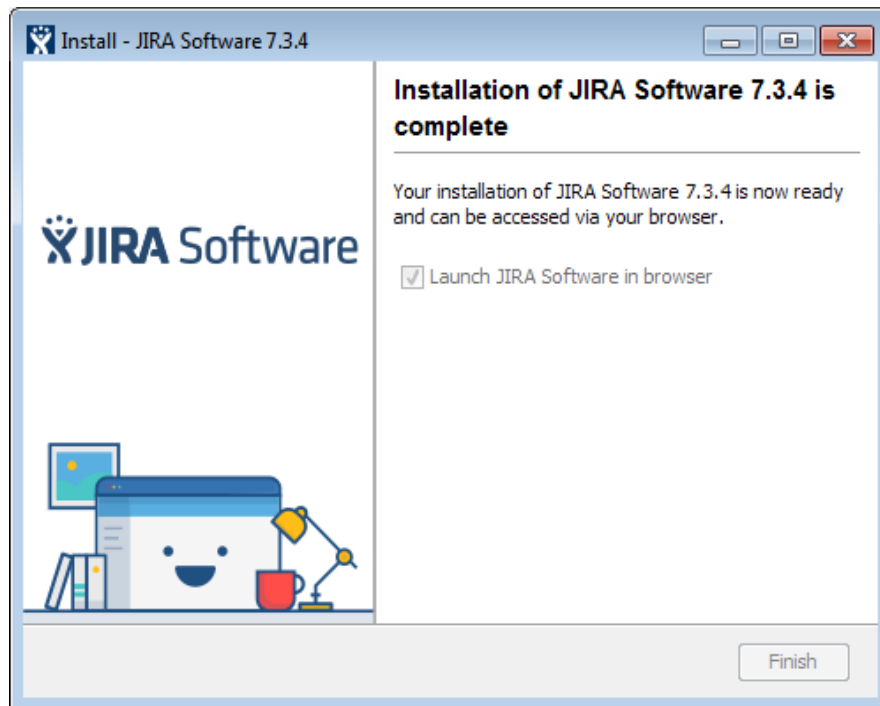 Install - JIRA Software 7.3.4
Installation of JIRA Software 7.3.4 is
complete
Your installation of JIRA Software 7.3.4 is now ready
and can be accessed via your browser.
JIRA Software
Launch JIRA Software in browser
Finish